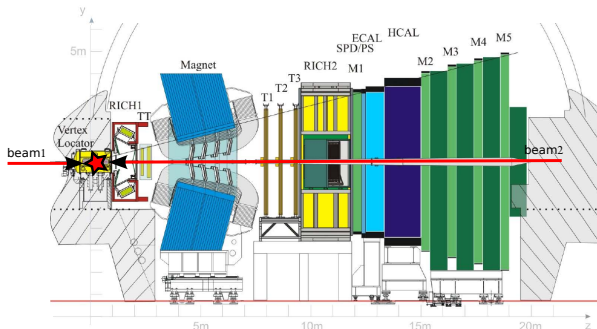 y
5m
Vertex
Locator
RICH1
TT
Magnet
T1
T2
T3
RICH2
SPD/PS
M1
ECAL
HCAL
M2
M3
M4
M5
beam1
beam2
5m
10m
15m
20m
z